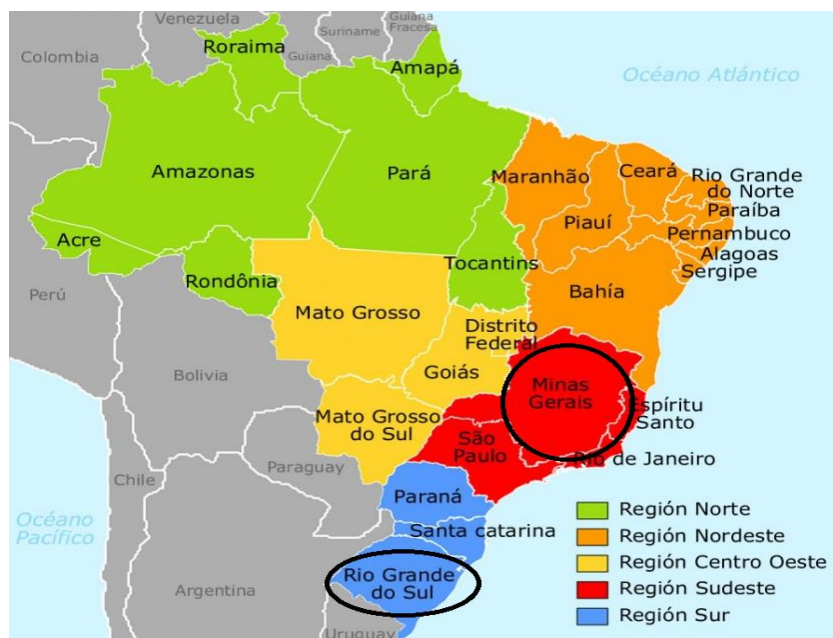 Venezuela
Guiana
Fracesa
Suriname
Roraima
Guiana
Colombia
Amapá
Océano Atlántico
Amazonas
Pará
Maranhão
Ceará
Rio Grande
do Norte
Paraíba
Piauí
Pernambuco
Acre
Alagoas
Tocantins
Sergipe
Rondônia
Perú
Bahía
Mato Grosso
Distrito
Federal
Goiás
Bolivia
Minas
Gerais
Espíritu
Santo
Mato Grosso
do Sul
São
Paulo
Rio de Janeiro
Paraguay
Chile
Paraná
Océano
Pacífico
Santa catarina
Rio Grande
do Sul
Argentina
Uruguay
Región Norte
Región Nordeste
Región Centro Oeste
Región Sudeste
Región Sur